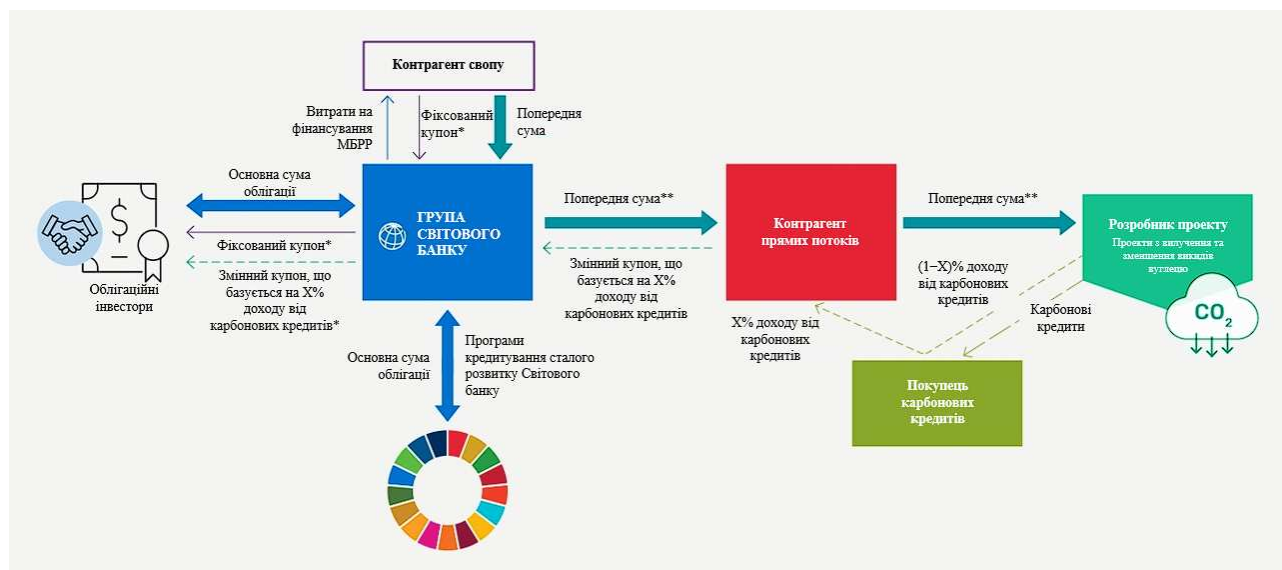 Контрагент свопу
Витрати на
фінансування
МБРР
Фіксований
купон*
Попередня
сума
Основна сума
облігації
Фіксований купон*
Змінний купон, що
базується на X%
доходу від
карбонових кредитів*
Облігаційні
інвестори
$
ГРУПА
СВІТОВОГО
БАНКУ
Попередня сума**
Змінний купон, що
базується на X%
доходу від
карбонових кредитів
Контрагент
прямих потоків
Попередня сума**
Розробник проекту
Проекти з вилучення та
зменшення викидів
вуглецю
CO2
(1–X)% доходу
від карбонових
кредитів
Карбонові
кредити
X% доходу від
карбонових
кредитів
Покупець
карбонових
кредитів
Основна сума
облігації
Програми
кредитування сталого
розвитку Світового
банку